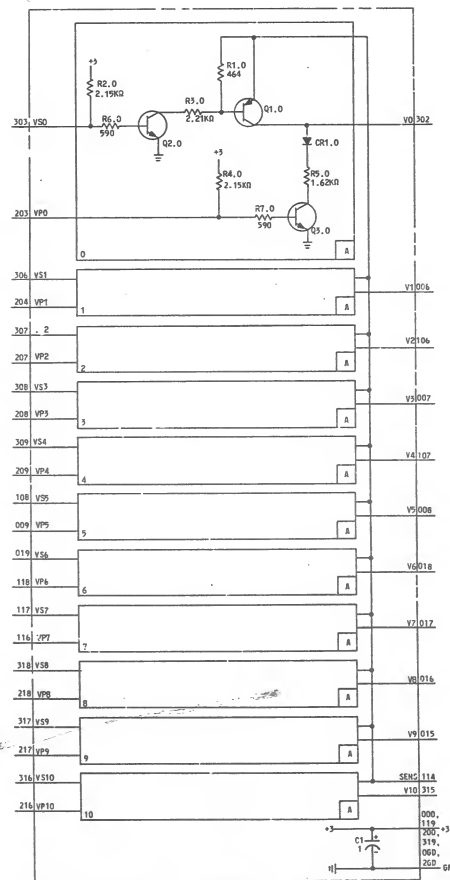 +3
R1.0
464
R2.0
2.15KΩ
R3.0
2.21KΩ
Q1.0
303 VS0
R6.0
590
V0 302
Q2.0
CR1.0
+3
R4.0
2.15KΩ
R5.0
1.62KΩ
203 VP0
R7.0
590
Q3.0
0
A
306 VS1
V1 006
204 VP1
1
A
307 . 2
V2 106
207 VP2
2
A
308 VS3
V3 007
208 VP3
3
A
309 VS4
V4 107
209 VP4
4
A
108 VS5
V5 008
009 VP5
5
A
019 VS6
V6 018
118 VP6
6
A
117 VS7
V7 017
116 VP7
7
A
318 VS8
V8 016
218 VP8
8
A
317 VS9
V9 015
217 VP9
9
A
316 VS10
SENS 114
V10 315
216 VP10
10
A
000,
119
+3
+3
200,
319,
C1
1
0GD,
2GD